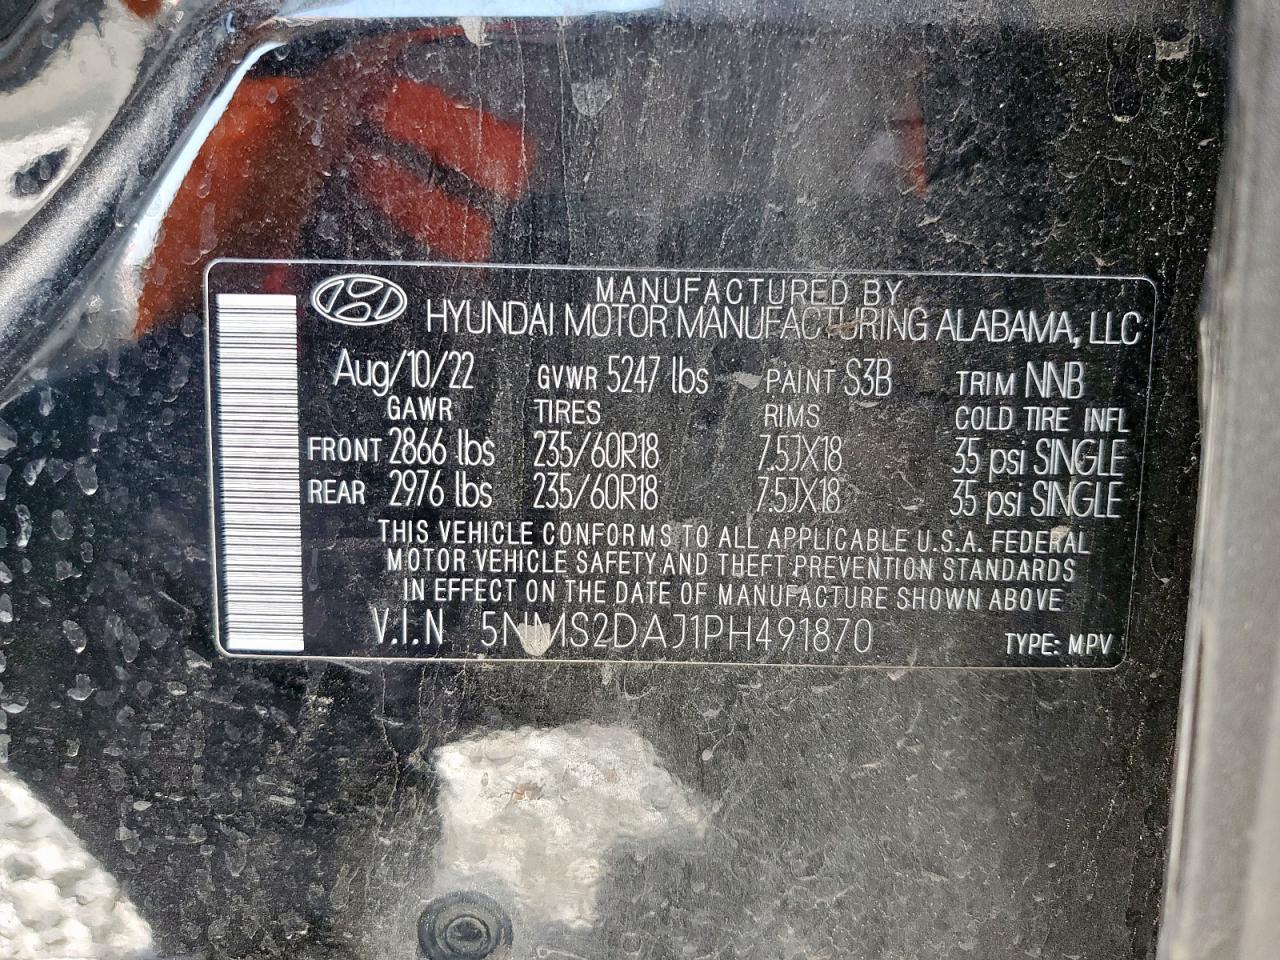 MANUFACTURED BY
HYUNDAI MOTOR MANUFACTURING ALABAMA, LLC
Aug/10/22 GVWR 5247 lbs PAINT S3B TRIM NNB
GAWR TIRES RIMS COLD TIRE INFL
FRONT 2866 lbs 235/60R18 7.5JX18 35 psi SINGLE
REAR 2976 lbs 235/60R18 7.5JX18 35 psi SINGLE
THIS VEHICLE CONFORMS TO ALL APPLICABLE U.S.A. FEDERAL
MOTOR VEHICLE SAFETY AND THEFT PREVENTION STANDARDS
IN EFFECT ON THE DATE OF MANUFACTURE SHOWN ABOVE
V.I.N 5NMS2DAJ1PH491870 TYPE: MPV